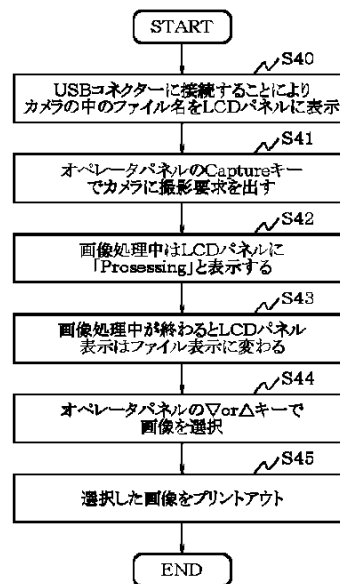 START
S40
USBコネクターに接続することにより
カメラの中のファイル名をLCDパネルに表示
S41
オペレータパネルのCaptureキー
でカメラに撮影要求を出す
S42
画像処理中はLCDパネルに
「Prosessing」と表示する
S43
画像処理中が終わるとLCDパネル
表示はファイル表示に変わる
S44
オペレータパネルの▽or△キーで
画像を選択
S45
選択した画像をプリントアウト
END